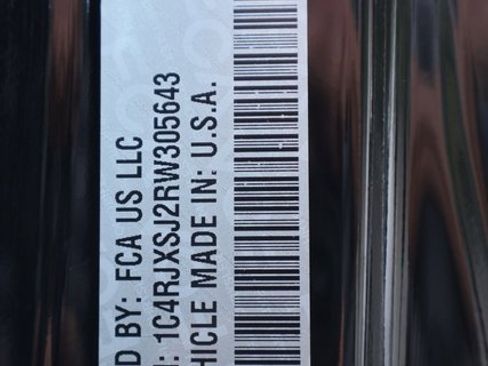 D BY: FCA US LLC
: 1C4RJXSJ2RW305643
HICLE MADE IN: U.S.A.